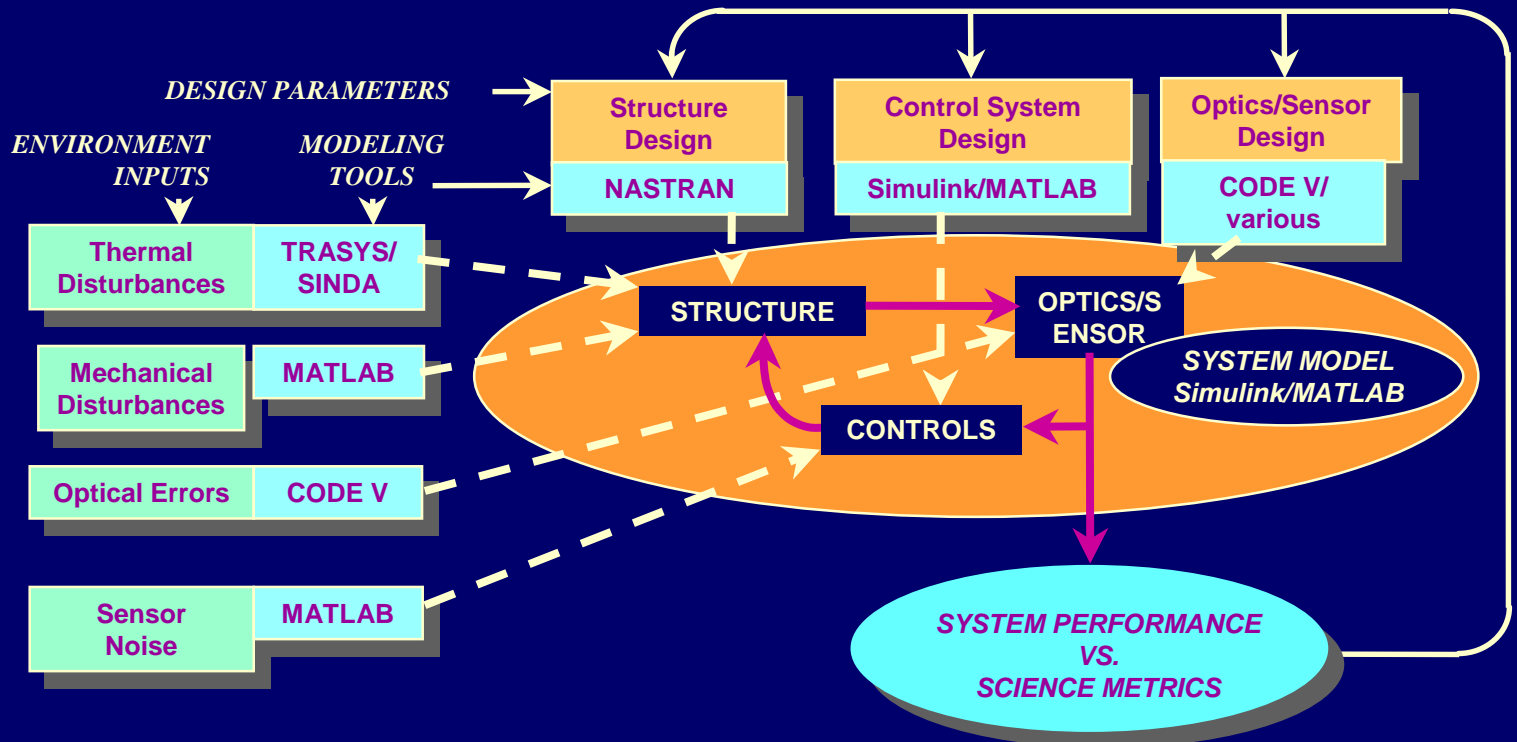 DESIGN PARAMETERS
ENVIRONMENT
INPUTS
MODELING
TOOLS
Structure
Design
NASTRAN
Control System
Design
Simulink/MATLAB
Optics/Sensor
Design
CODE V/
various
Thermal
Disturbances
TRASYS/
SINDA
Mechanical
Disturbances
MATLAB
Optical Errors
CODE V
Sensor
Noise
MATLAB
STRUCTURE
OPTICS/S
ENSOR
CONTROLS
SYSTEM MODEL
Simulink/MATLAB
SYSTEM PERFORMANCE
VS.
SCIENCE METRICS